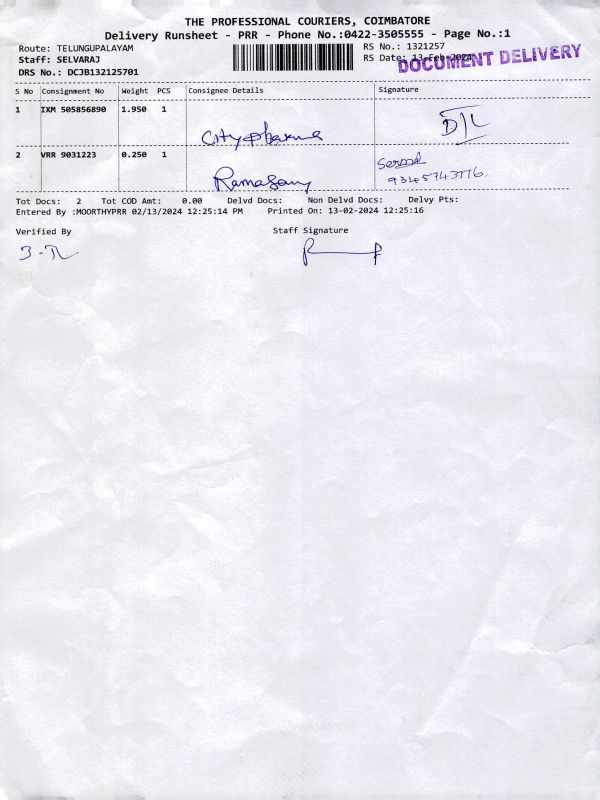 THE PROFESSIONAL COURIERS, COIMBATORE
Delivery Runsheet - PRR - Phone No.:0422-3505555 - Page No.:1
Route: TELUNGUPALAYAM
RS No.: 1321257
Staff: SELVARAJ
RS Date: 13-Feb-2024
DOCUMENT DELIVERY
DRS No.: DCJB132125701
S No Consignment No Weight PCS Consignee Details Signature
1 IXM 505856890 1.950 1 City pharma D/L
2 VRR 9031223 0.250 1 Ramasamy
Tot Docs: 2 Tot COD Amt: 0.00 Delvd Docs: Non Delvd Docs: Delvy Pts:
Entered By :MOORTHYPRR 02/13/2024 12:25:14 PM Printed On: 13-02-2024 12:25:16
Verified By Staff Signature